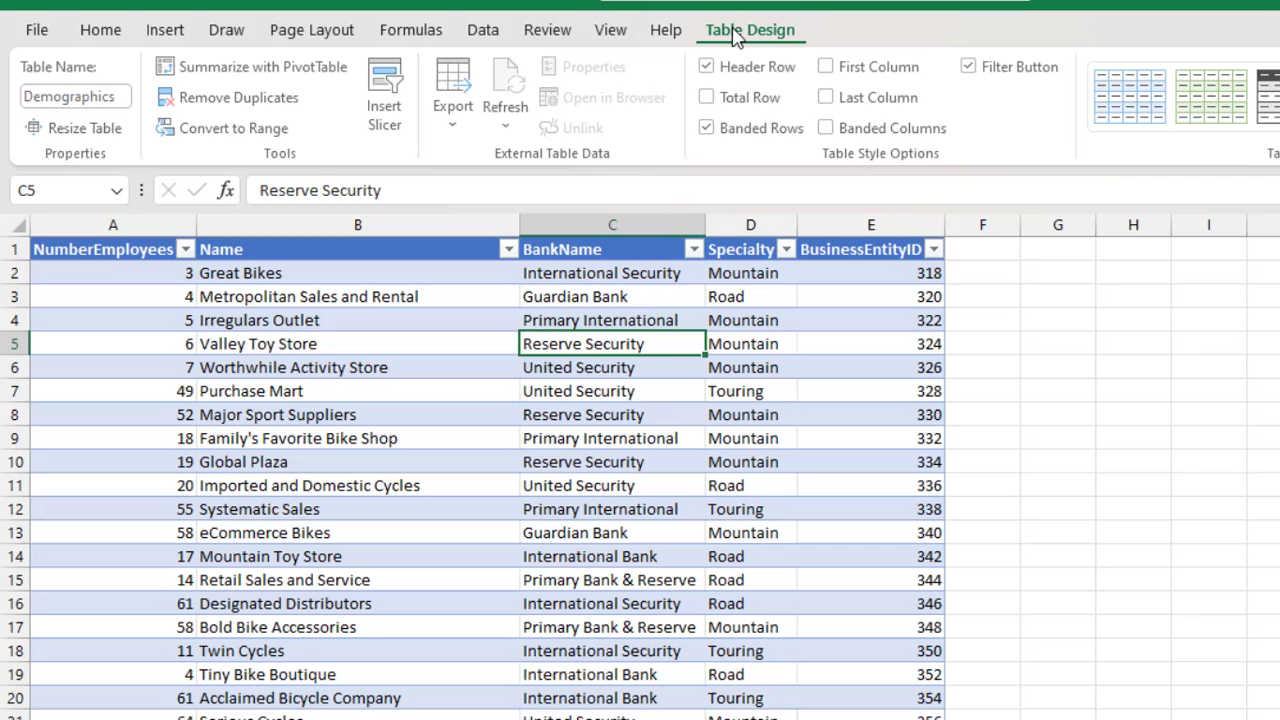 File Home Insert Draw Page Layout Formulas Data Review View Help Table Design
Table Name:
Demographics
Resize Table
Properties
Summarize with PivotTable
Remove Duplicates
Convert to Range
Insert
Slicer
Tools
Export
Refresh
Properties
Open in Browser
Unlink
External Table Data
Header Row
Total Row
Banded Rows
First Column
Last Column
Banded Columns
Filter Button
Table Style Options
C5 fx Reserve Security
A B C D E F G H I
1 NumberEmployees Name BankName Specialty BusinessEntityID
2 3 Great Bikes International Security Mountain 318
3 4 Metropolitan Sales and Rental Guardian Bank Road 320
4 5 Irregulars Outlet Primary International Mountain 322
5 6 Valley Toy Store Reserve Security Mountain 324
6 7 Worthwhile Activity Store United Security Mountain 326
7 49 Purchase Mart United Security Touring 328
8 52 Major Sport Suppliers Reserve Security Mountain 330
9 18 Family's Favorite Bike Shop Primary International Mountain 332
10 19 Global Plaza Reserve Security Mountain 334
11 20 Imported and Domestic Cycles United Security Road 336
12 55 Systematic Sales Primary International Touring 338
13 58 eCommerce Bikes Guardian Bank Mountain 340
14 17 Mountain Toy Store International Bank Road 342
15 14 Retail Sales and Service Primary Bank & Reserve Road 344
16 61 Designated Distributors International Security Road 346
17 58 Bold Bike Accessories Primary Bank & Reserve Mountain 348
18 11 Twin Cycles International Security Touring 350
19 4 Tiny Bike Boutique International Bank Road 352
20 61 Acclaimed Bicycle Company International Bank Touring 354